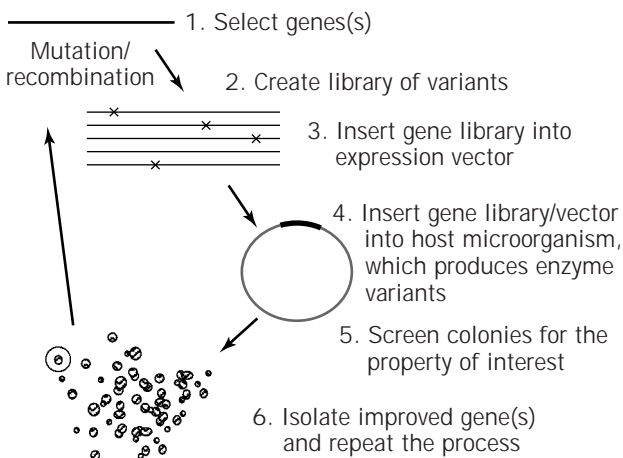 1. Select genes(s)
Mutation/
recombination
2. Create library of variants
3. Insert gene library into
expression vector
4. Insert gene library/vector
into host microorganism,
which produces enzyme
variants
5. Screen colonies for the
property of interest
6. Isolate improved gene(s)
and repeat the process